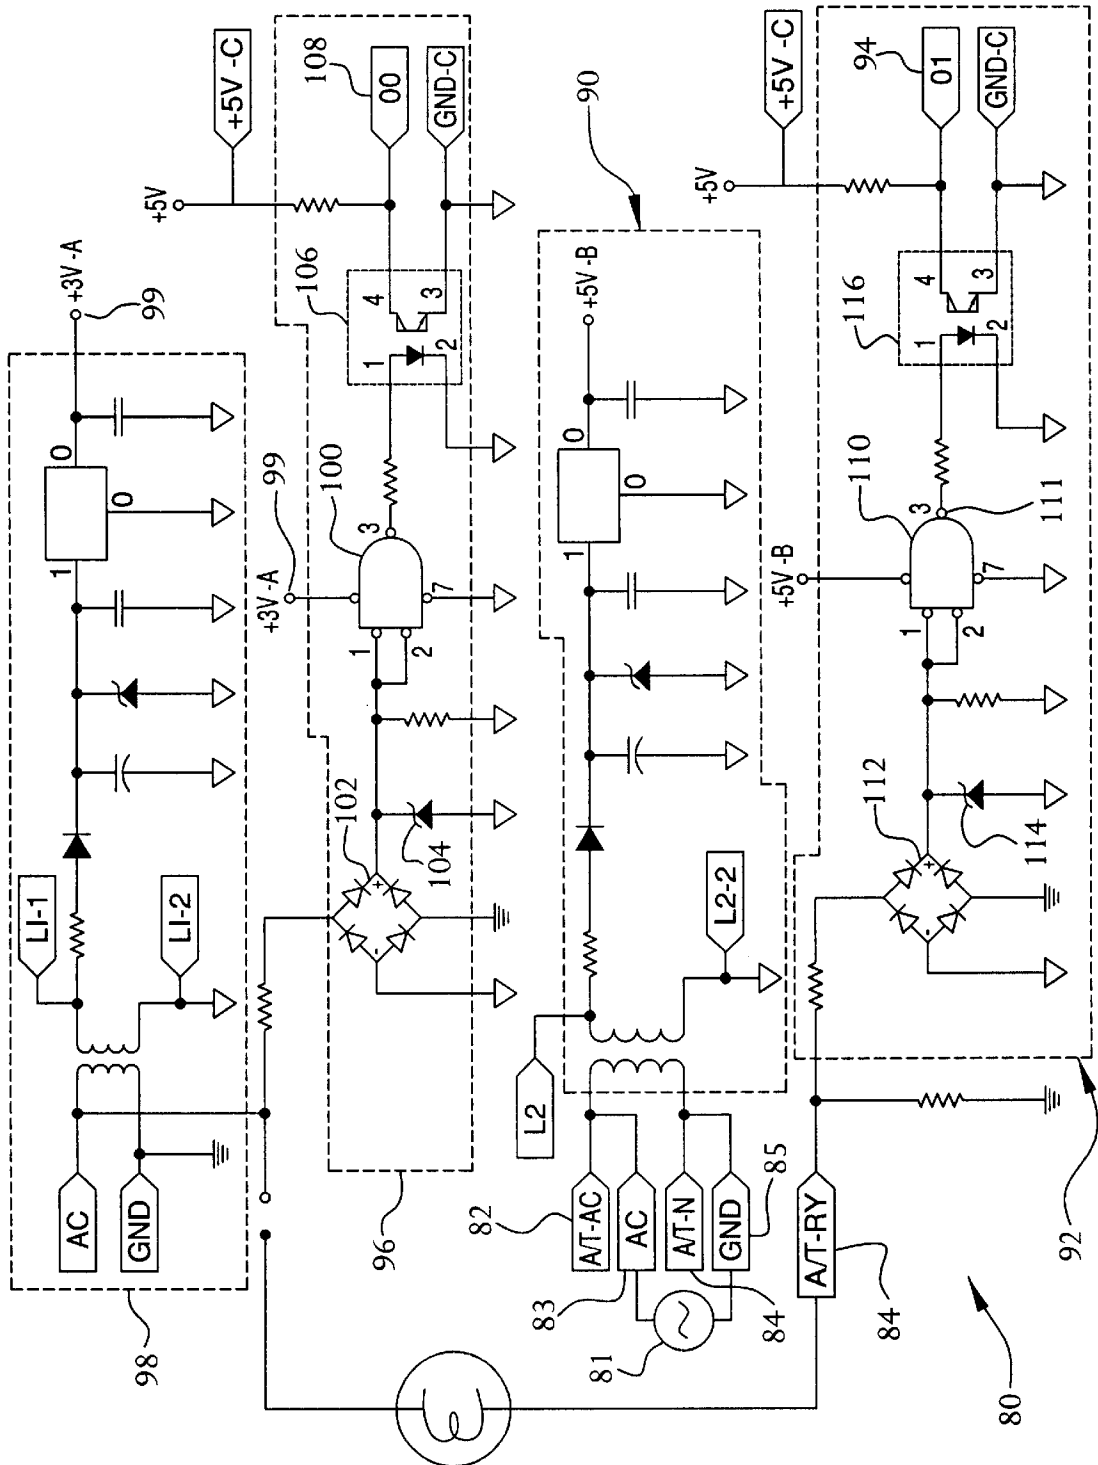 AC
GND
LI-1
LI-2
1
0
0
+3V -A
99
98
+5V
+5V -C
+3V -A
99
100
1
2
3
7
102
+
-
104
106
1
2
4
3
00
108
GND-C
96
90
L2
L2-2
1
0
0
+5V -B
A/T-AC
82
AC
83
A/T-N
84
GND
85
81
+5V
+5V -C
+5V -B
110
1
2
3
7
111
112
+
-
114
116
1
2
4
3
01
94
GND-C
A/T-RY
84
92
80